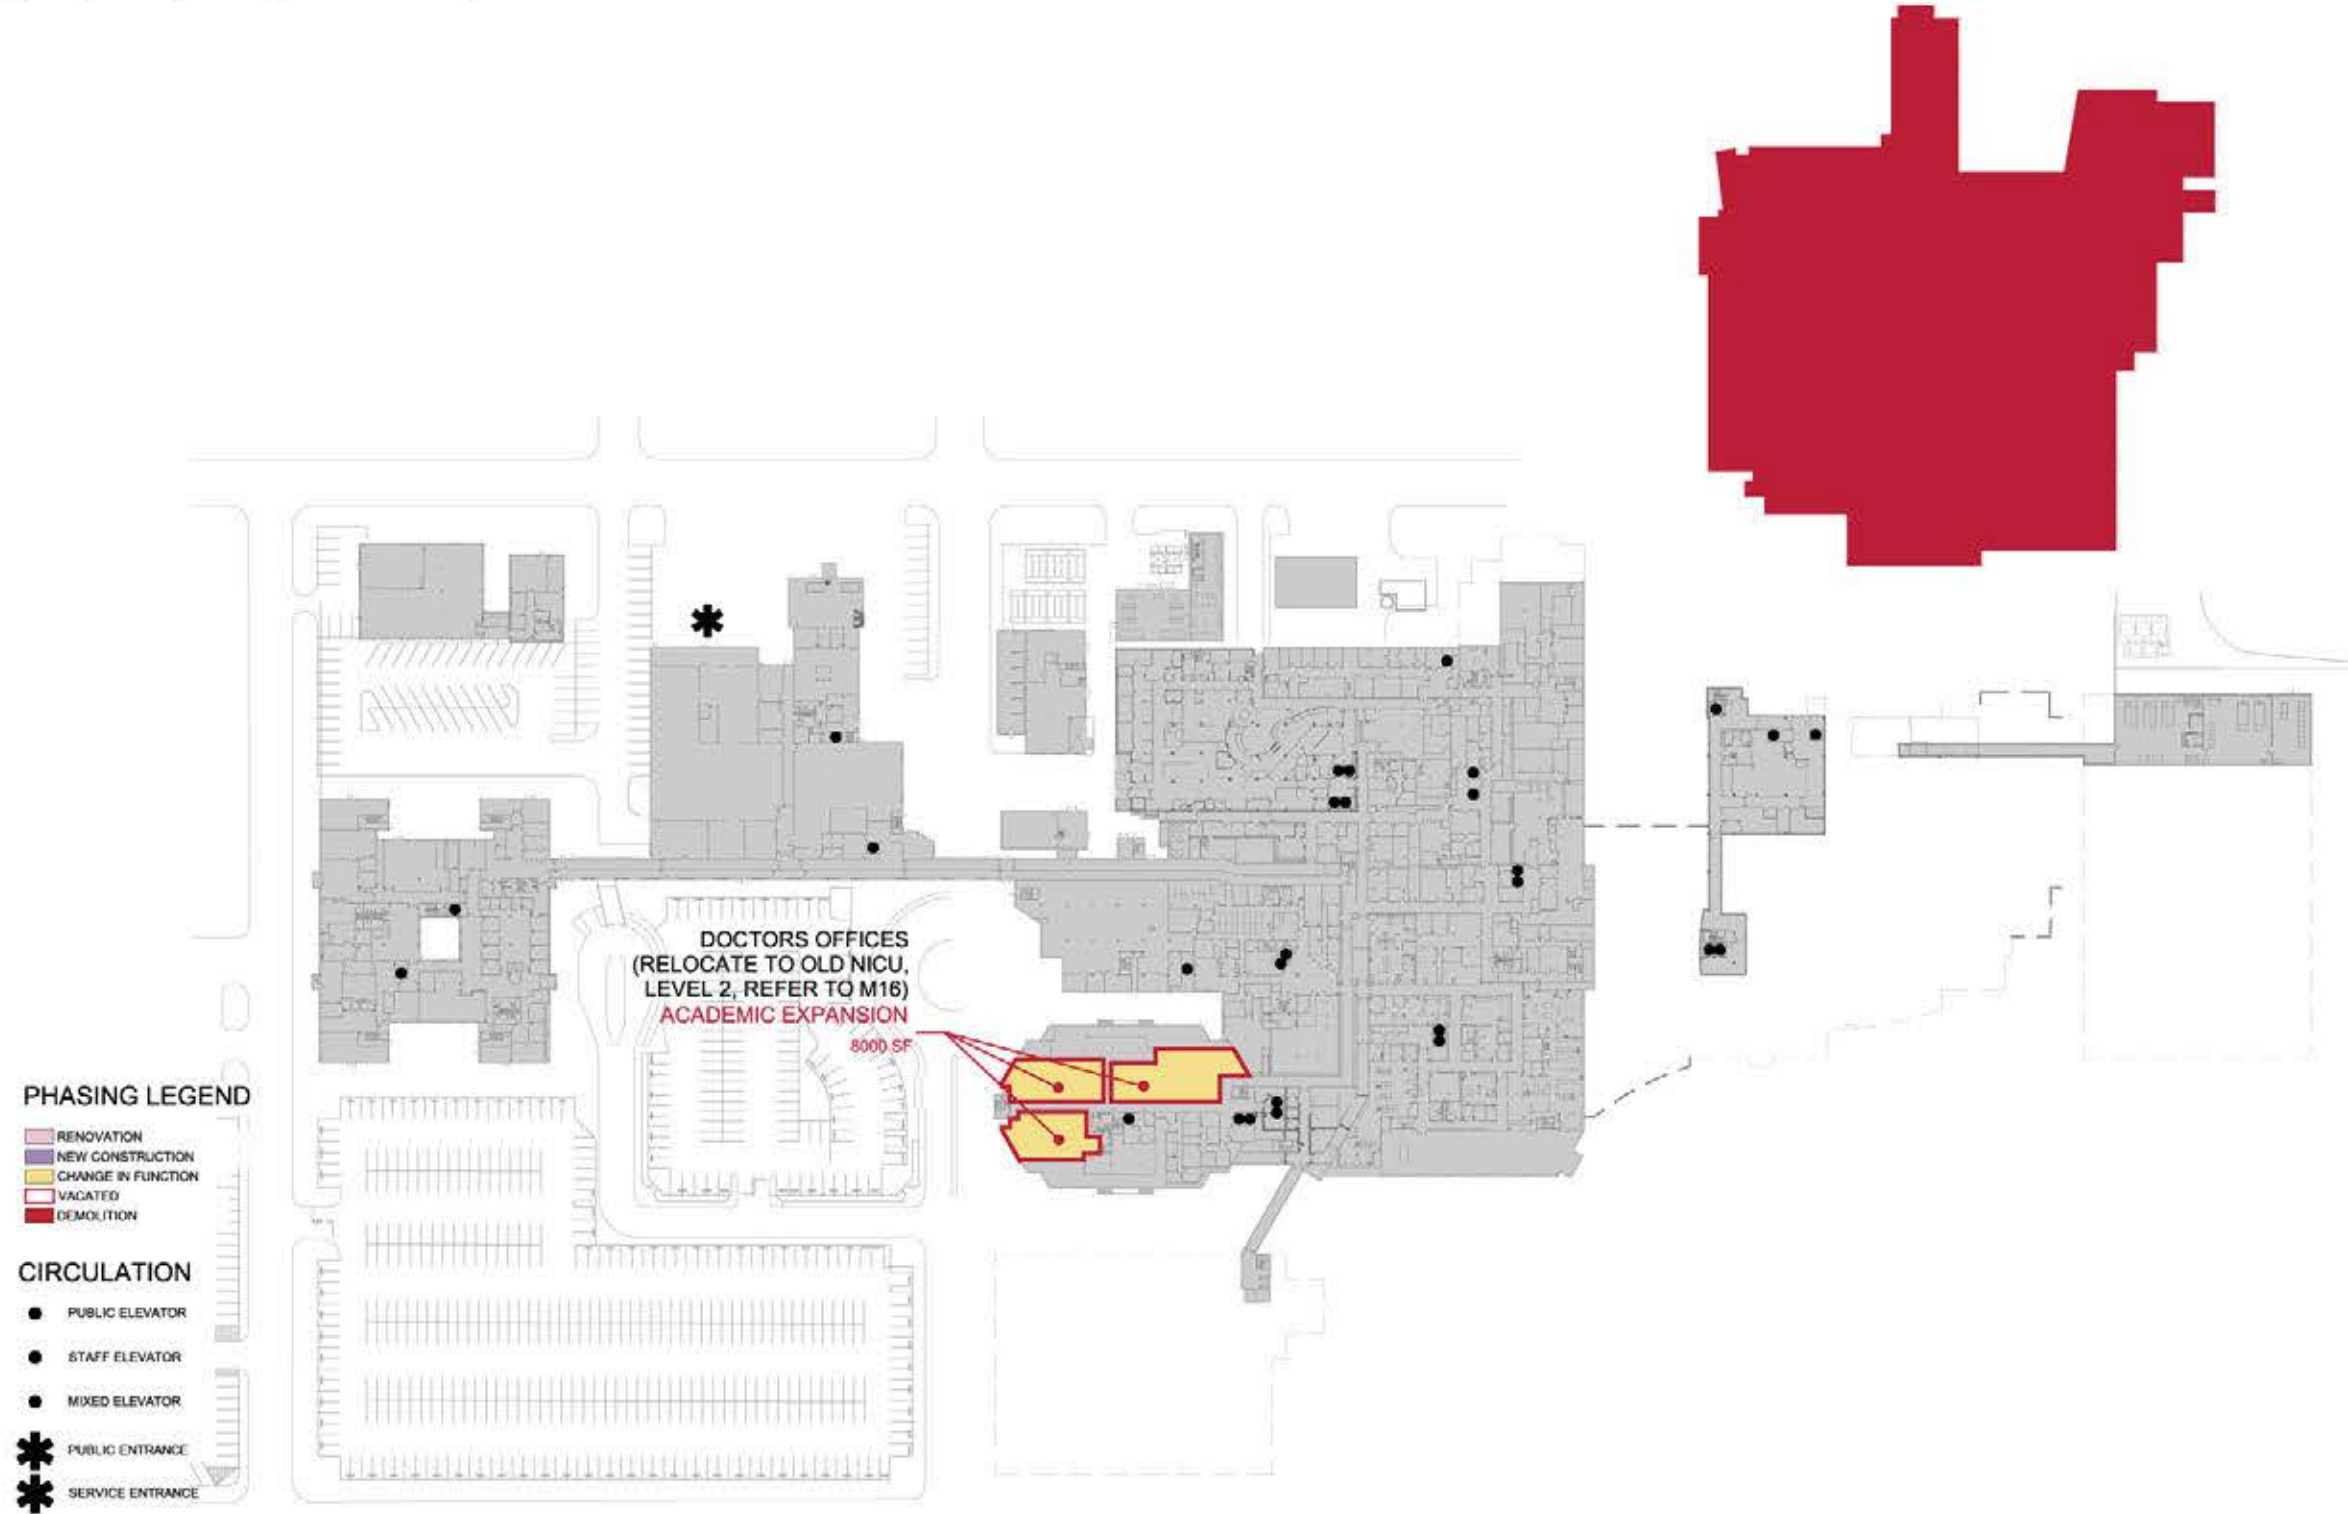 DOCTORS OFFICES
(RELOCATE TO OLD NICU,
LEVEL 2, REFER TO M16)
ACADEMIC EXPANSION
8000 SF
PHASING LEGEND
RENOVATION
NEW CONSTRUCTION
CHANGE IN FUNCTION
VACATED
DEMOLITION
CIRCULATION
PUBLIC ELEVATOR
STAFF ELEVATOR
MIXED ELEVATOR
PUBLIC ENTRANCE
SERVICE ENTRANCE